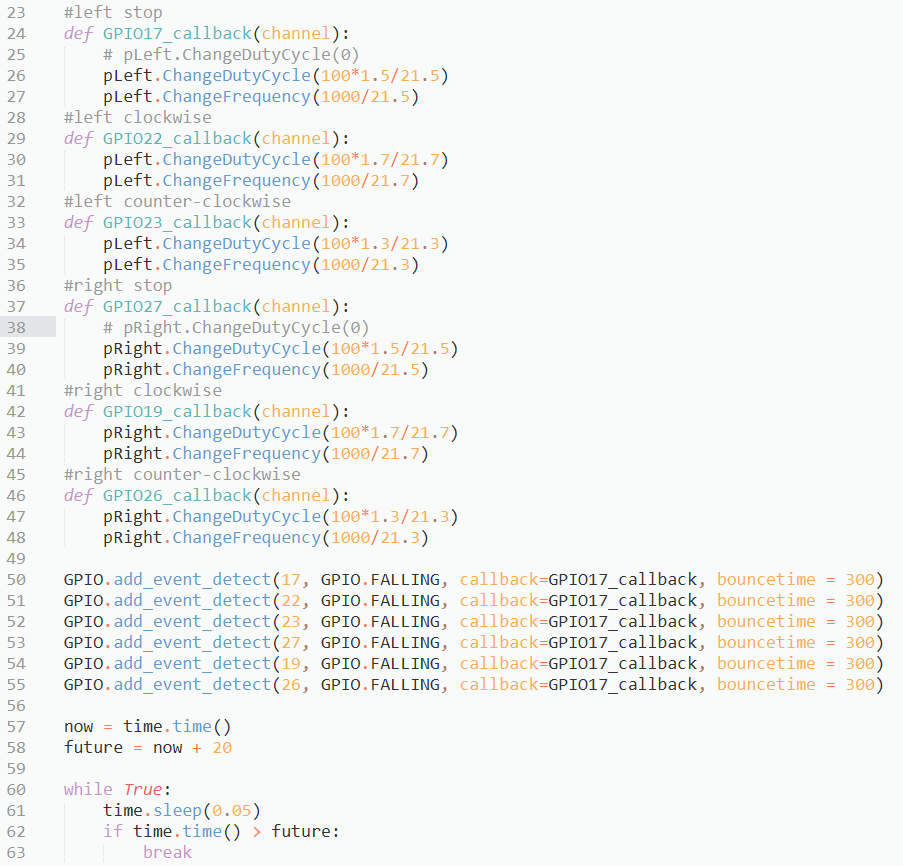 23 #left stop
24 def GPIO17_callback(channel):
25     # pLeft.ChangeDutyCycle(0)
26     pLeft.ChangeDutyCycle(100*1.5/21.5)
27     pLeft.ChangeFrequency(1000/21.5)
28 #left clockwise
29 def GPIO22_callback(channel):
30     pLeft.ChangeDutyCycle(100*1.7/21.7)
31     pLeft.ChangeFrequency(1000/21.7)
32 #left counter-clockwise
33 def GPIO23_callback(channel):
34     pLeft.ChangeDutyCycle(100*1.3/21.3)
35     pLeft.ChangeFrequency(1000/21.3)
36 #right stop
37 def GPIO27_callback(channel):
38     # pRight.ChangeDutyCycle(0)
39     pRight.ChangeDutyCycle(100*1.5/21.5)
40     pRight.ChangeFrequency(1000/21.5)
41 #right clockwise
42 def GPIO19_callback(channel):
43     pRight.ChangeDutyCycle(100*1.7/21.7)
44     pRight.ChangeFrequency(1000/21.7)
45 #right counter-clockwise
46 def GPIO26_callback(channel):
47     pRight.ChangeDutyCycle(100*1.3/21.3)
48     pRight.ChangeFrequency(1000/21.3)
49
50 GPIO.add_event_detect(17, GPIO.FALLING, callback=GPIO17_callback, bouncetime = 300)
51 GPIO.add_event_detect(22, GPIO.FALLING, callback=GPIO17_callback, bouncetime = 300)
52 GPIO.add_event_detect(23, GPIO.FALLING, callback=GPIO17_callback, bouncetime = 300)
53 GPIO.add_event_detect(27, GPIO.FALLING, callback=GPIO17_callback, bouncetime = 300)
54 GPIO.add_event_detect(19, GPIO.FALLING, callback=GPIO17_callback, bouncetime = 300)
55 GPIO.add_event_detect(26, GPIO.FALLING, callback=GPIO17_callback, bouncetime = 300)
56
57 now = time.time()
58 future = now + 20
59
60 while True:
61     time.sleep(0.05)
62     if time.time() > future:
63         break